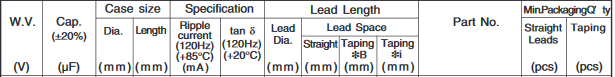 W.V.
(V)
Cap.
(±20%)
(µF)
Case size
Dia.
Length
(mm)
(mm)
Specification
Ripple
current
(120Hz)
(+85°C)
(mA)
tan δ
(120Hz)
(+20°C)
Lead Length
Lead
Dia.
(mm)
Lead Space
Straight
(mm)
Taping
※B
(mm)
Taping
※i
(mm)
Part No.
Min.PackagingQ' ty
Straight
Leads
(pcs)
Taping
(pcs)